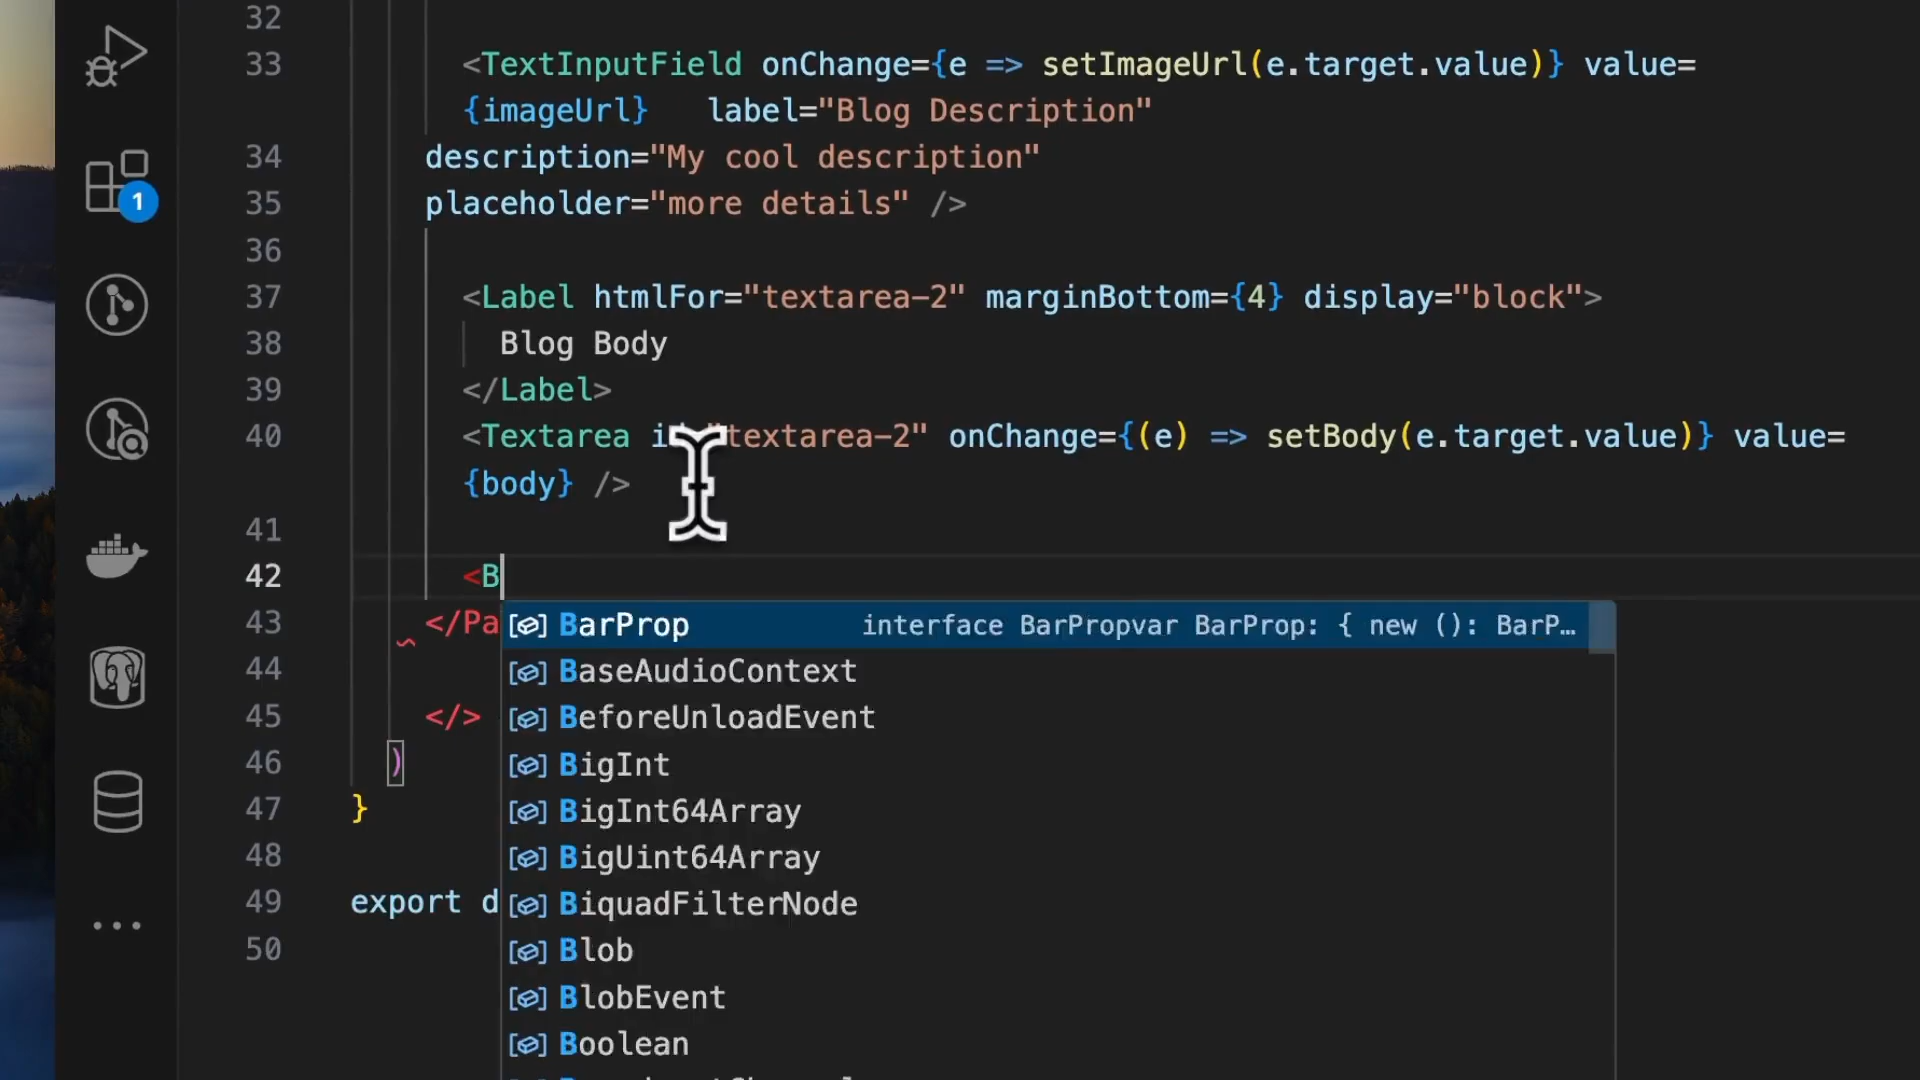 32
33 <TextInputField onChange={e => setImageUrl(e.target.value)} value=
{imageUrl} label="Blog Description"
34 description="My cool description"
35 placeholder="more details" />
36
37 <Label htmlFor="textarea-2" marginBottom={4} display="block">
38 Blog Body
39 </Label>
40 <Textarea "textarea-2" onChange={(e) => setBody(e.target.value)} value=
{body} />
41
42 <B
43 </Pa
BarProp interface BarPropvar BarProp: { new (): BarP…
44
BaseAudioContext
45 </>
BeforeUnloadEvent
46 )
BigInt
47 }
BigInt64Array
48
BigUint64Array
49 export d
BiquadFilterNode
50
Blob
BlobEvent
Boolean
1